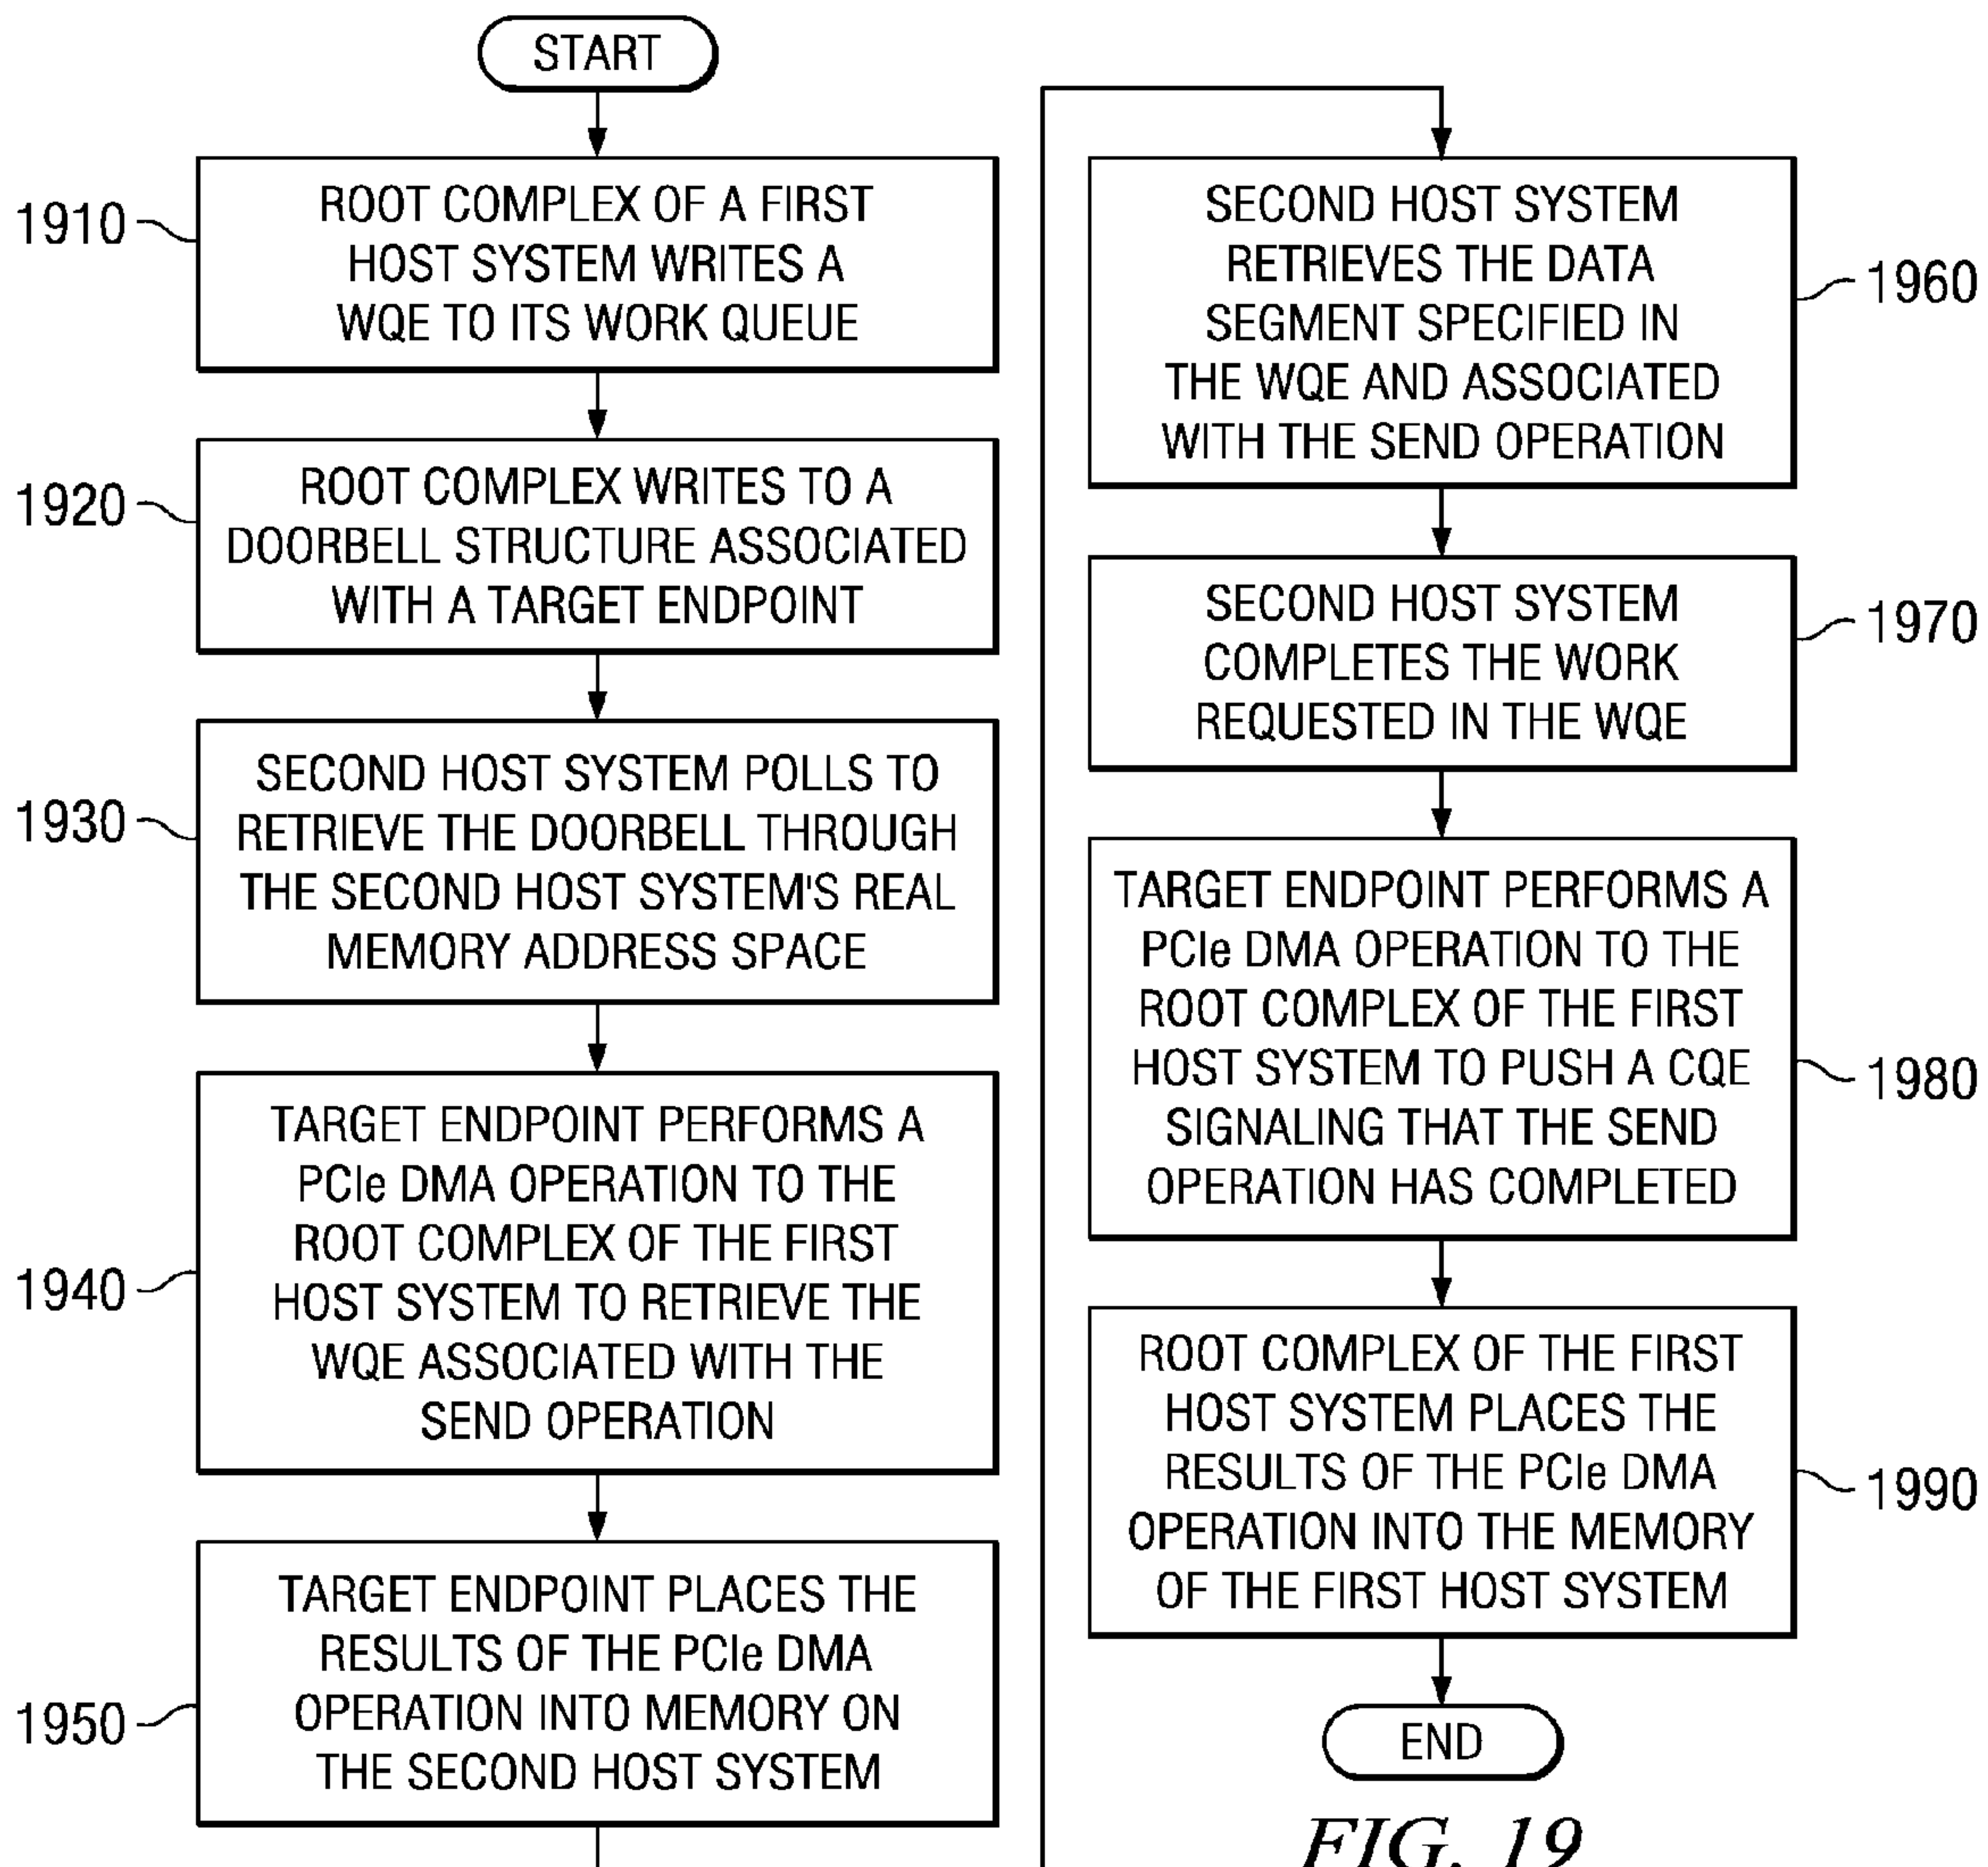 START
1910
ROOT COMPLEX OF A FIRST
HOST SYSTEM WRITES A
WQE TO ITS WORK QUEUE
1920
ROOT COMPLEX WRITES TO A
DOORBELL STRUCTURE ASSOCIATED
WITH A TARGET ENDPOINT
1930
SECOND HOST SYSTEM POLLS TO
RETRIEVE THE DOORBELL THROUGH
THE SECOND HOST SYSTEM'S REAL
MEMORY ADDRESS SPACE
1940
TARGET ENDPOINT PERFORMS A
PCIe DMA OPERATION TO THE
ROOT COMPLEX OF THE FIRST
HOST SYSTEM TO RETRIEVE THE
WQE ASSOCIATED WITH THE
SEND OPERATION
1950
TARGET ENDPOINT PLACES THE
RESULTS OF THE PCIe DMA
OPERATION INTO MEMORY ON
THE SECOND HOST SYSTEM
SECOND HOST SYSTEM
RETRIEVES THE DATA
SEGMENT SPECIFIED IN
THE WQE AND ASSOCIATED
WITH THE SEND OPERATION
1960
SECOND HOST SYSTEM
COMPLETES THE WORK
REQUESTED IN THE WQE
1970
TARGET ENDPOINT PERFORMS A
PCIe DMA OPERATION TO THE
ROOT COMPLEX OF THE FIRST
HOST SYSTEM TO PUSH A CQE
SIGNALING THAT THE SEND
OPERATION HAS COMPLETED
1980
ROOT COMPLEX OF THE FIRST
HOST SYSTEM PLACES THE
RESULTS OF THE PCIe DMA
OPERATION INTO THE MEMORY
OF THE FIRST HOST SYSTEM
1990
END
FIG. 19